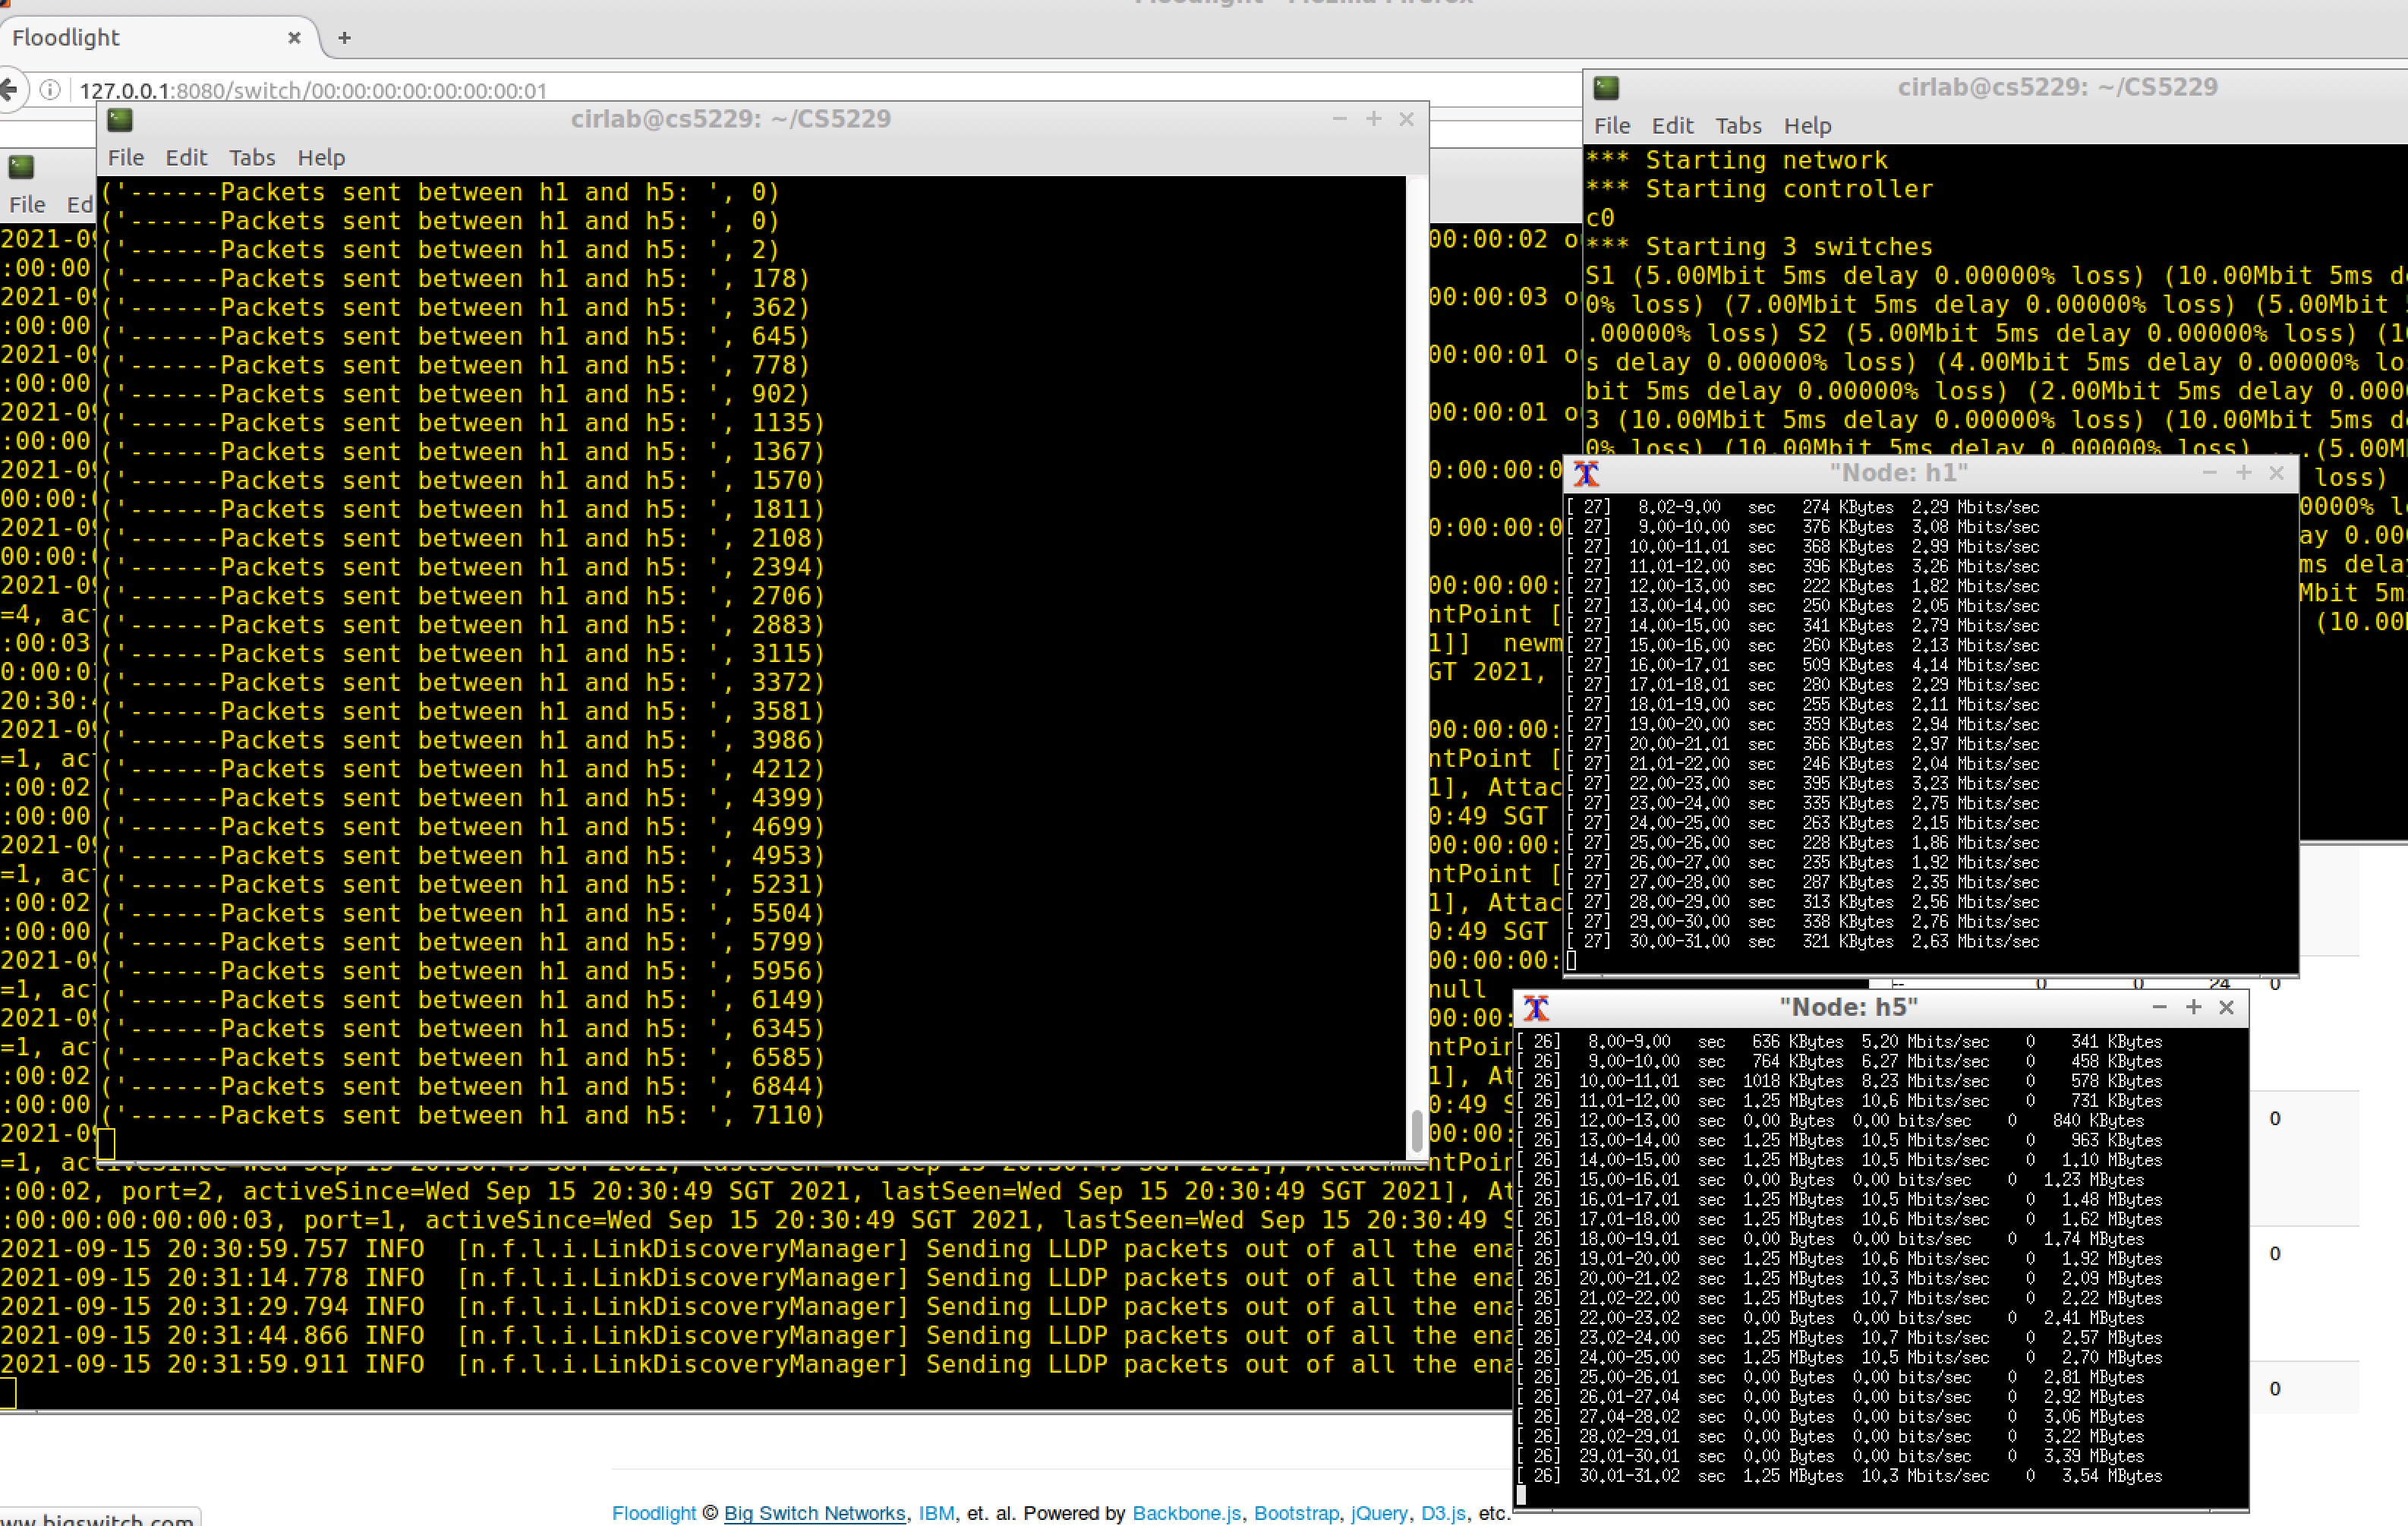 Floodlight - Mozilla Firefox
Floodlight × +
127.0.0.1:8080/switch/00:00:00:00:00:00:00:01
cirlab@cs5229: ~/CS5229
File Edit Tabs Help
('------Packets sent between h1 and h5: ', 0)
('------Packets sent between h1 and h5: ', 0)
('------Packets sent between h1 and h5: ', 2)
('------Packets sent between h1 and h5: ', 178)
('------Packets sent between h1 and h5: ', 362)
('------Packets sent between h1 and h5: ', 645)
('------Packets sent between h1 and h5: ', 778)
('------Packets sent between h1 and h5: ', 902)
('------Packets sent between h1 and h5: ', 1135)
('------Packets sent between h1 and h5: ', 1367)
('------Packets sent between h1 and h5: ', 1570)
('------Packets sent between h1 and h5: ', 1811)
('------Packets sent between h1 and h5: ', 2108)
('------Packets sent between h1 and h5: ', 2394)
('------Packets sent between h1 and h5: ', 2706)
('------Packets sent between h1 and h5: ', 2883)
('------Packets sent between h1 and h5: ', 3115)
('------Packets sent between h1 and h5: ', 3372)
('------Packets sent between h1 and h5: ', 3581)
('------Packets sent between h1 and h5: ', 3986)
('------Packets sent between h1 and h5: ', 4212)
('------Packets sent between h1 and h5: ', 4399)
('------Packets sent between h1 and h5: ', 4699)
('------Packets sent between h1 and h5: ', 4953)
('------Packets sent between h1 and h5: ', 5231)
('------Packets sent between h1 and h5: ', 5504)
('------Packets sent between h1 and h5: ', 5799)
('------Packets sent between h1 and h5: ', 5956)
('------Packets sent between h1 and h5: ', 6149)
('------Packets sent between h1 and h5: ', 6345)
('------Packets sent between h1 and h5: ', 6585)
('------Packets sent between h1 and h5: ', 6844)
('------Packets sent between h1 and h5: ', 7110)
:00:02, port=2, activeSince=Wed Sep 15 20:30:49 SGT 2021, lastSeen=Wed Sep 15 20:30:49 SGT 2021], At
:00:00:00:00:00:03, port=1, activeSince=Wed Sep 15 20:30:49 SGT 2021, lastSeen=Wed Sep 15 20:30:49 S
2021-09-15 20:30:59.757 INFO [n.f.l.i.LinkDiscoveryManager] Sending LLDP packets out of all the ena
2021-09-15 20:31:14.778 INFO [n.f.l.i.LinkDiscoveryManager] Sending LLDP packets out of all the ena
2021-09-15 20:31:29.794 INFO [n.f.l.i.LinkDiscoveryManager] Sending LLDP packets out of all the ena
2021-09-15 20:31:44.866 INFO [n.f.l.i.LinkDiscoveryManager] Sending LLDP packets out of all the ena
2021-09-15 20:31:59.911 INFO [n.f.l.i.LinkDiscoveryManager] Sending LLDP packets out of all the ena
cirlab@cs5229: ~/CS5229
File Edit Tabs Help
*** Starting network
*** Starting controller
c0
*** Starting 3 switches
S1 (5.00Mbit 5ms delay 0.00000% loss) (10.00Mbit 5ms de
0% loss) (7.00Mbit 5ms delay 0.00000% loss) (5.00Mbit
.00000% loss) S2 (5.00Mbit 5ms delay 0.00000% loss) (1
s delay 0.00000% loss) (4.00Mbit 5ms delay 0.00000% lo
bit 5ms delay 0.00000% loss) (2.00Mbit 5ms delay 0.000
3 (10.00Mbit 5ms delay 0.00000% loss) (10.00Mbit 5ms de
0% loss) (10.00Mbit 5ms delay 0.00000% loss) ...(5.00M
"Node: h1"
[ 27] 8.02-9.00 sec 274 KBytes 2.29 Mbits/sec
[ 27] 9.00-10.00 sec 376 KBytes 3.08 Mbits/sec
[ 27] 10.00-11.01 sec 368 KBytes 2.99 Mbits/sec
[ 27] 11.01-12.00 sec 396 KBytes 3.26 Mbits/sec
[ 27] 12.00-13.00 sec 222 KBytes 1.82 Mbits/sec
[ 27] 13.00-14.00 sec 250 KBytes 2.05 Mbits/sec
[ 27] 14.00-15.00 sec 341 KBytes 2.79 Mbits/sec
[ 27] 15.00-16.00 sec 260 KBytes 2.13 Mbits/sec
[ 27] 16.00-17.01 sec 509 KBytes 4.14 Mbits/sec
[ 27] 17.01-18.01 sec 280 KBytes 2.29 Mbits/sec
[ 27] 18.01-19.00 sec 255 KBytes 2.11 Mbits/sec
[ 27] 19.00-20.00 sec 359 KBytes 2.94 Mbits/sec
[ 27] 20.00-21.01 sec 366 KBytes 2.97 Mbits/sec
[ 27] 21.01-22.00 sec 246 KBytes 2.04 Mbits/sec
[ 27] 22.00-23.00 sec 395 KBytes 3.23 Mbits/sec
[ 27] 23.00-24.00 sec 335 KBytes 2.75 Mbits/sec
[ 27] 24.00-25.00 sec 263 KBytes 2.15 Mbits/sec
[ 27] 25.00-26.00 sec 228 KBytes 1.86 Mbits/sec
[ 27] 26.00-27.00 sec 235 KBytes 1.92 Mbits/sec
[ 27] 27.00-28.00 sec 287 KBytes 2.35 Mbits/sec
[ 27] 28.00-29.00 sec 313 KBytes 2.56 Mbits/sec
[ 27] 29.00-30.00 sec 338 KBytes 2.76 Mbits/sec
[ 27] 30.00-31.00 sec 321 KBytes 2.63 Mbits/sec
"Node: h5"
[ 26] 8.00-9.00 sec 636 KBytes 5.20 Mbits/sec 0 341 KBytes
[ 26] 9.00-10.00 sec 764 KBytes 6.27 Mbits/sec 0 458 KBytes
[ 26] 10.00-11.01 sec 1018 KBytes 8.23 Mbits/sec 0 578 KBytes
[ 26] 11.01-12.00 sec 1.25 MBytes 10.6 Mbits/sec 0 731 KBytes
[ 26] 12.00-13.00 sec 0.00 Bytes 0.00 bits/sec 0 840 KBytes
[ 26] 13.00-14.00 sec 1.25 MBytes 10.5 Mbits/sec 0 963 KBytes
[ 26] 14.00-15.00 sec 1.25 MBytes 10.5 Mbits/sec 0 1.10 MBytes
[ 26] 15.00-16.01 sec 0.00 Bytes 0.00 bits/sec 0 1.23 MBytes
[ 26] 16.01-17.01 sec 1.25 MBytes 10.5 Mbits/sec 0 1.48 MBytes
[ 26] 17.01-18.00 sec 1.25 MBytes 10.6 Mbits/sec 0 1.62 MBytes
[ 26] 18.00-19.01 sec 0.00 Bytes 0.00 bits/sec 0 1.74 MBytes
[ 26] 19.01-20.00 sec 1.25 MBytes 10.6 Mbits/sec 0 1.92 MBytes
[ 26] 20.00-21.02 sec 1.25 MBytes 10.3 Mbits/sec 0 2.09 MBytes
[ 26] 21.02-22.00 sec 1.25 MBytes 10.7 Mbits/sec 0 2.22 MBytes
[ 26] 22.00-23.02 sec 0.00 Bytes 0.00 bits/sec 0 2.41 MBytes
[ 26] 23.02-24.00 sec 1.25 MBytes 10.7 Mbits/sec 0 2.57 MBytes
[ 26] 24.00-25.00 sec 1.25 MBytes 10.5 Mbits/sec 0 2.70 MBytes
[ 26] 25.00-26.01 sec 0.00 Bytes 0.00 bits/sec 0 2.81 MBytes
[ 26] 26.01-27.04 sec 0.00 Bytes 0.00 bits/sec 0 2.92 MBytes
[ 26] 27.04-28.02 sec 0.00 Bytes 0.00 bits/sec 0 3.06 MBytes
[ 26] 28.02-29.01 sec 0.00 Bytes 0.00 bits/sec 0 3.22 MBytes
[ 26] 29.01-30.01 sec 0.00 Bytes 0.00 bits/sec 0 3.39 MBytes
[ 26] 30.01-31.02 sec 1.25 MBytes 10.3 Mbits/sec 0 3.54 MBytes
Floodlight © Big Switch Networks, IBM, et. al. Powered by Backbone.js, Bootstrap, jQuery, D3.js, etc.